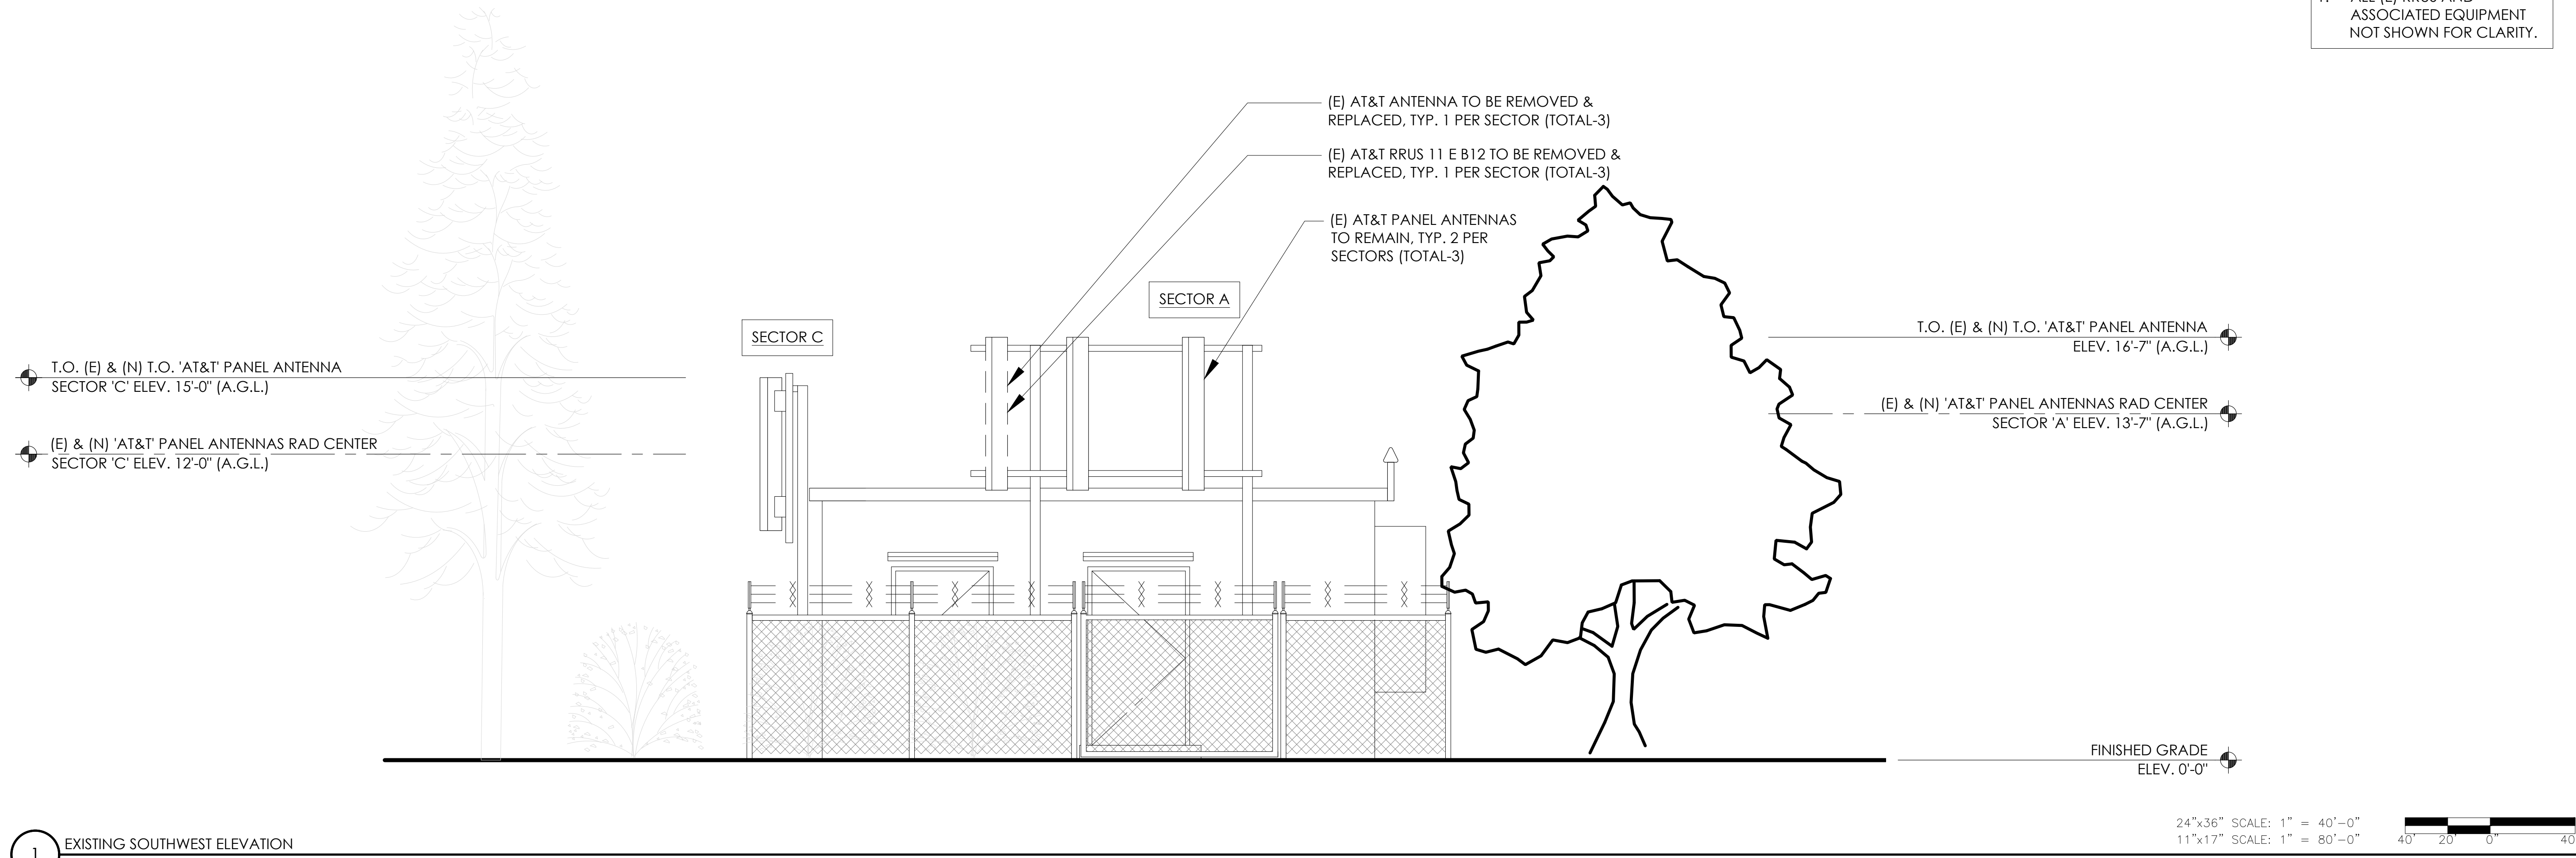 ASSOCIATED EQUIPMENT
NOT SHOWN FOR CLARITY.
(E) AT&T ANTENNA TO BE REMOVED &
REPLACED, TYP. 1 PER SECTOR (TOTAL-3)
(E) AT&T RRUS 11 E B12 TO BE REMOVED &
REPLACED, TYP. 1 PER SECTOR (TOTAL-3)
(E) AT&T PANEL ANTENNAS
TO REMAIN, TYP. 2 PER
SECTORS (TOTAL-3)
SECTOR A
SECTOR C
T.O. (E) & (N) T.O. 'AT&T' PANEL ANTENNA
SECTOR 'C' ELEV. 15'-0" (A.G.L.)
(E) & (N) 'AT&T' PANEL ANTENNAS RAD CENTER
SECTOR 'C' ELEV. 12'-0" (A.G.L.)
T.O. (E) & (N) T.O. 'AT&T' PANEL ANTENNA
ELEV. 16'-7" (A.G.L.)
(E) & (N) 'AT&T' PANEL ANTENNAS RAD CENTER
SECTOR 'A' ELEV. 13'-7" (A.G.L.)
FINISHED GRADE
ELEV. 0'-0"
24"x36" SCALE: 1" = 40'-0"
11"x17" SCALE: 1" = 80'-0"
40' 20' 0" 40
1 EXISTING SOUTHWEST ELEVATION